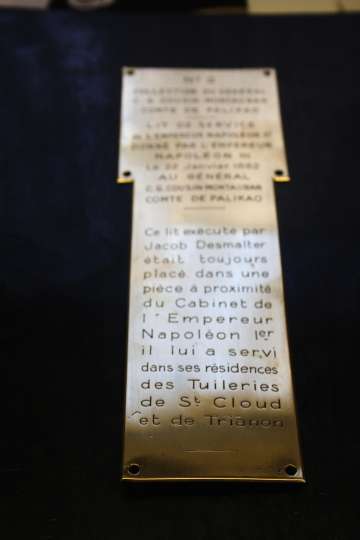 Nº 2
COLLECTION DU GÉNÉRAL
C. G. COUSIN MONTAUBAN
COMTE DE PALIKAO
LIT DE SERVICE
de L'EMPEREUR NAPOLÉON Iᵉʳ
DONNÉ PAR L'EMPEREUR
NAPOLÉON III
Le 22 Janvier 1862
AU GÉNÉRAL
C.G. COUSIN MONTAUBAN
COMTE DE PALIKAO
Ce lit exécuté par
Jacob Desmalter
était toujours
placé dans une
pièce à proximité
du Cabinet de
l'Empereur
Napoléon Iᵉʳ
il lui a servi
dans ses résidences
des Tuileries
de Sᵗ Cloud
et de Trianon